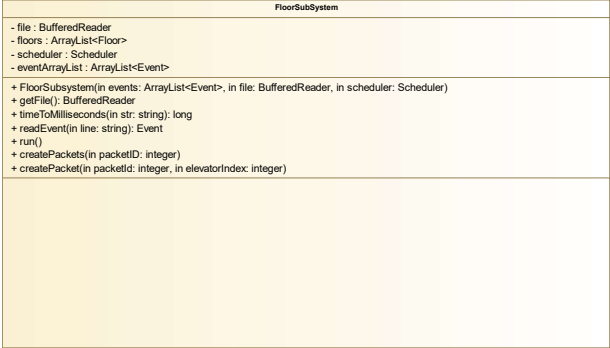 FloorSubSystem
- file : BufferedReader
- floors : ArrayList<Floor>
- scheduler : Scheduler
- eventArrayList : ArrayList<Event>
+ FloorSubsystem(in events: ArrayList<Event>, in file: BufferedReader, in scheduler: Scheduler)
+ getFile(): BufferedReader
+ timeToMilliseconds(in str: string): long
+ readEvent(in line: string): Event
+ run()
+ createPackets(in packetID: integer)
+ createPacket(in packetId: integer, in elevatorIndex: integer)